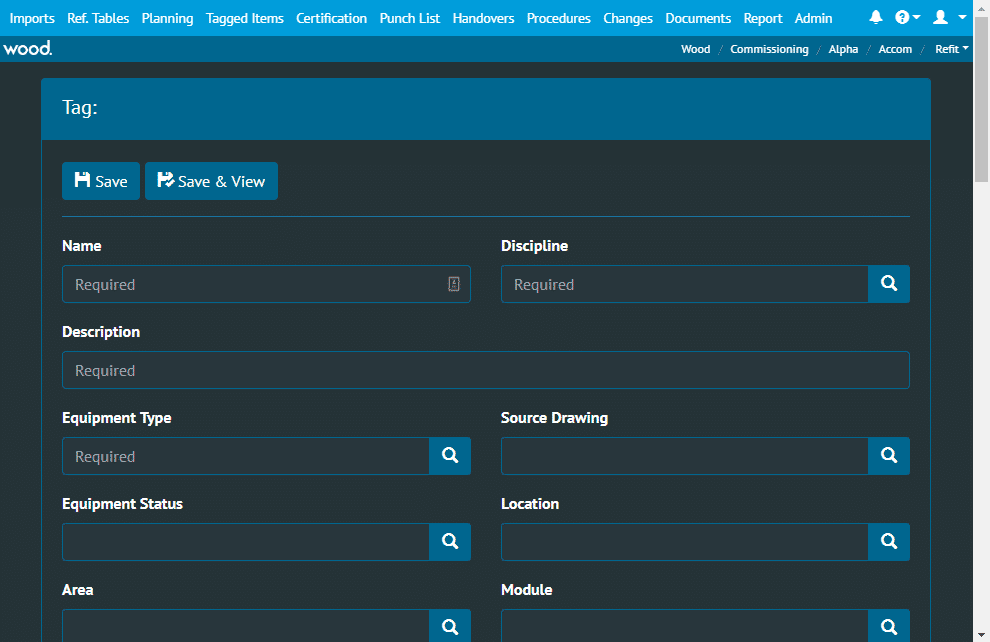 Imports Ref. Tables Planning Tagged Items Certification Punch List Handovers Procedures Changes Documents Report Admin
wood. Wood / Commissioning / Alpha / Accom / Refit
Tag:
Save Save & View
Name Discipline
Required Required
Description
Required
Equipment Type Source Drawing
Required
Equipment Status Location
Area Module